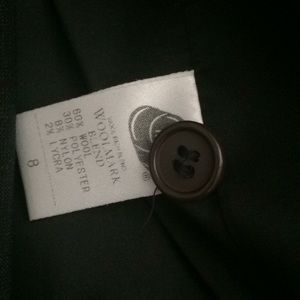 WOOLMARK
BLEND
60% WOOL
30% POLYESTER
8% NYLON
2% LYCRA
8
®